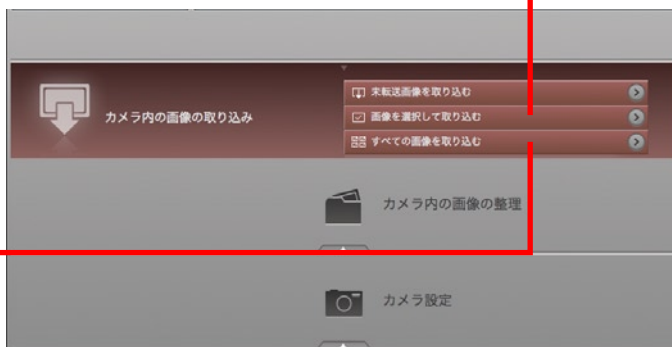 未転送画像を取り込む
カメラ内の画像の取り込み
画像を選択して取り込む
すべての画像を取り込む
カメラ内の画像の整理
カメラ設定